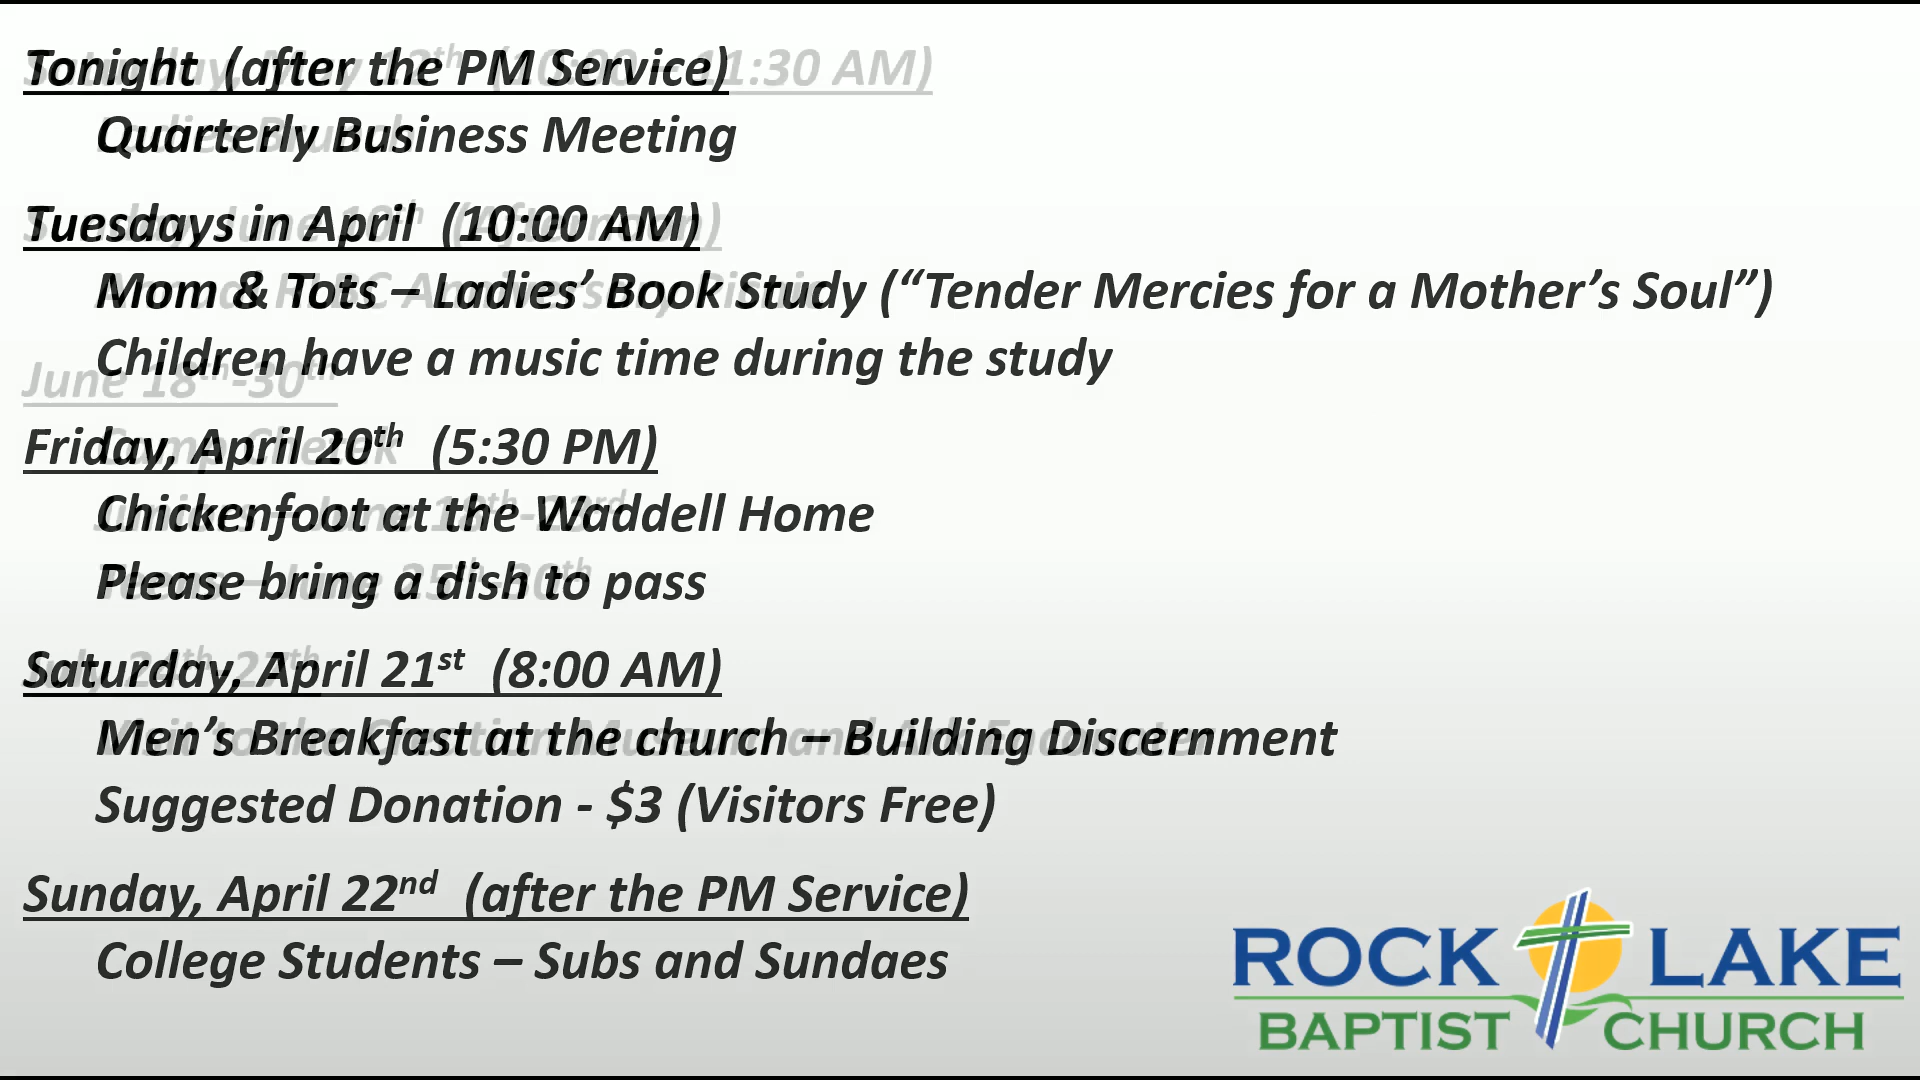 Tonight (after the PM Service)
Quarterly Business Meeting
Tuesdays in April (10:00 AM)
Mom & Tots – Ladies’ Book Study (“Tender Mercies for a Mother’s Soul”)
Children have a music time during the study
June 18th-30th
Friday, April 20th (5:30 PM)
Chickenfoot at the Waddell Home
Please bring a dish to pass
Saturday, April 21st (8:00 AM)
Men’s Breakfast at the church – Building Discernment
Suggested Donation - $3 (Visitors Free)
Sunday, April 22nd (after the PM Service)
College Students – Subs and Sundaes
ROCK LAKE
BAPTIST CHURCH